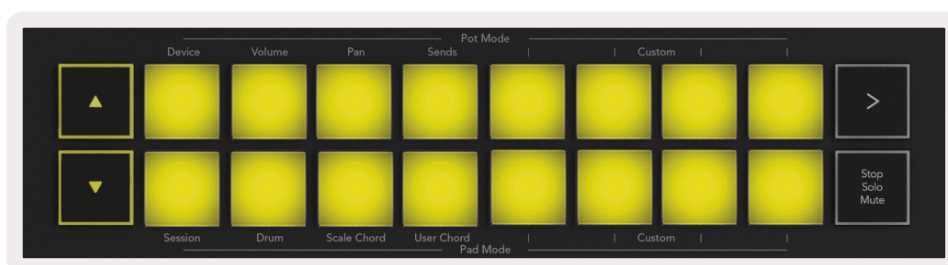 Pot Mode
Device Volume Pan Sends Custom
>
Stop
Solo
Mute
Session Drum Scale Chord User Chord Custom
Pad Mode